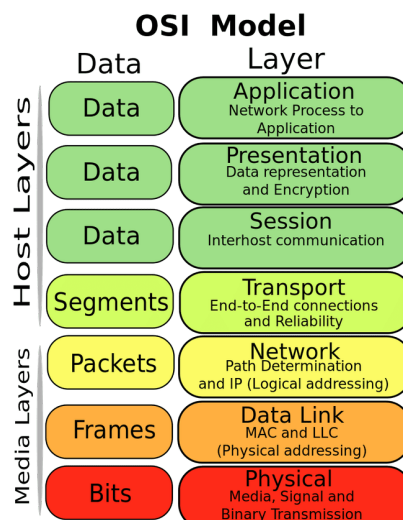 OSI Model
Data
Layer
Host Layers
Data
Application
Network Process to
Application
Data
Presentation
Data representation
and Encryption
Data
Session
Interhost communication
Segments
Transport
End-to-End connections
and Reliability
Media Layers
Packets
Network
Path Determination
and IP (Logical addressing)
Frames
Data Link
MAC and LLC
(Physical addressing)
Bits
Physical
Media, Signal and
Binary Transmission